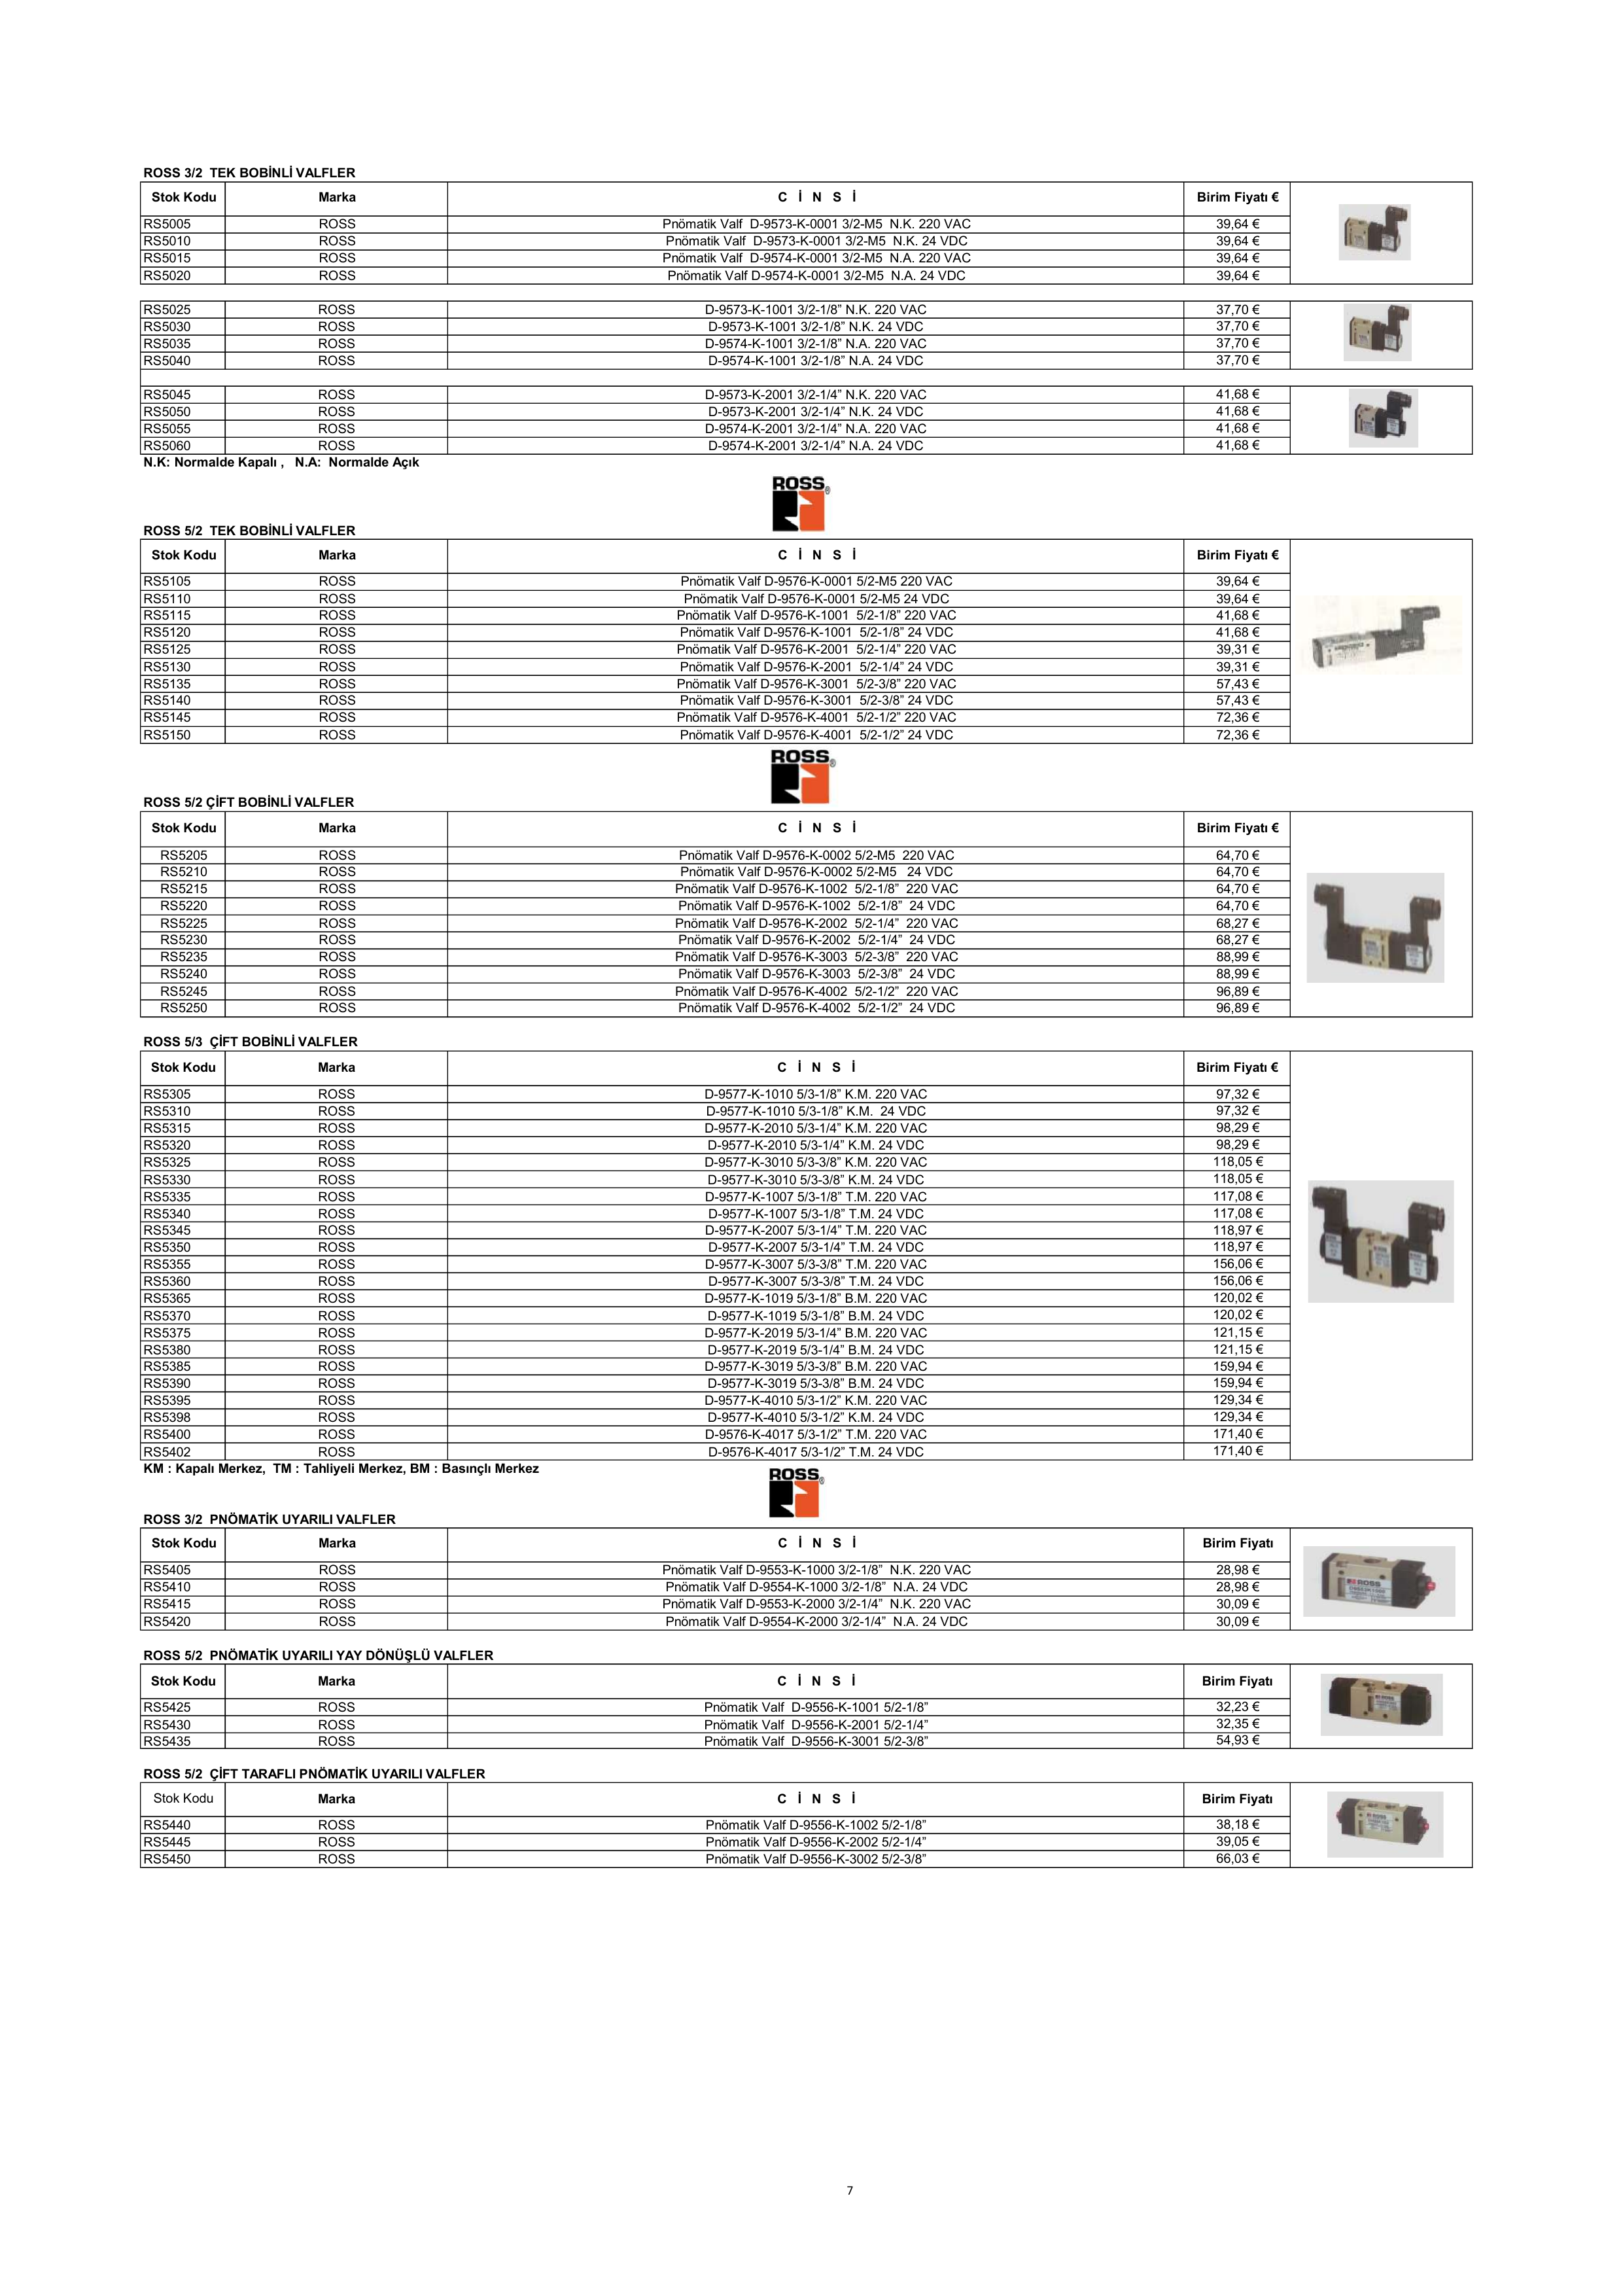 ROSS 3/2  TEK BOBİNLİ VALFLER
Stok Kodu Marka C İ N S İ Birim Fiyatı €
RS5005 ROSS Pnömatik Valf  D-9573-K-0001 3/2-M5  N.K. 220 VAC 39,64 €
RS5010 ROSS Pnömatik Valf  D-9573-K-0001 3/2-M5  N.K. 24 VDC 39,64 €
RS5015 ROSS Pnömatik Valf  D-9574-K-0001 3/2-M5  N.A. 220 VAC 39,64 €
RS5020 ROSS Pnömatik Valf D-9574-K-0001 3/2-M5  N.A. 24 VDC 39,64 €
RS5025 ROSS D-9573-K-1001 3/2-1/8” N.K. 220 VAC 37,70 €
RS5030 ROSS D-9573-K-1001 3/2-1/8” N.K. 24 VDC 37,70 €
RS5035 ROSS D-9574-K-1001 3/2-1/8” N.A. 220 VAC 37,70 €
RS5040 ROSS D-9574-K-1001 3/2-1/8” N.A. 24 VDC 37,70 €
RS5045 ROSS D-9573-K-2001 3/2-1/4” N.K. 220 VAC 41,68 €
RS5050 ROSS D-9573-K-2001 3/2-1/4” N.K. 24 VDC 41,68 €
RS5055 ROSS D-9574-K-2001 3/2-1/4” N.A. 220 VAC 41,68 €
RS5060 ROSS D-9574-K-2001 3/2-1/4” N.A. 24 VDC 41,68 €
N.K: Normalde Kapalı ,   N.A:  Normalde Açık
ROSS®
ROSS 5/2  TEK BOBİNLİ VALFLER
Stok Kodu Marka C İ N S İ Birim Fiyatı €
RS5105 ROSS Pnömatik Valf D-9576-K-0001 5/2-M5 220 VAC 39,64 €
RS5110 ROSS Pnömatik Valf D-9576-K-0001 5/2-M5 24 VDC 39,64 €
RS5115 ROSS Pnömatik Valf D-9576-K-1001  5/2-1/8” 220 VAC 41,68 €
RS5120 ROSS Pnömatik Valf D-9576-K-1001  5/2-1/8” 24 VDC 41,68 €
RS5125 ROSS Pnömatik Valf D-9576-K-2001  5/2-1/4” 220 VAC 39,31 €
RS5130 ROSS Pnömatik Valf D-9576-K-2001  5/2-1/4” 24 VDC 39,31 €
RS5135 ROSS Pnömatik Valf D-9576-K-3001  5/2-3/8” 220 VAC 57,43 €
RS5140 ROSS Pnömatik Valf D-9576-K-3001  5/2-3/8” 24 VDC 57,43 €
RS5145 ROSS Pnömatik Valf D-9576-K-4001  5/2-1/2” 220 VAC 72,36 €
RS5150 ROSS Pnömatik Valf D-9576-K-4001  5/2-1/2” 24 VDC 72,36 €
ROSS®
ROSS 5/2 ÇİFT BOBİNLİ VALFLER
Stok Kodu Marka C İ N S İ Birim Fiyatı €
RS5205 ROSS Pnömatik Valf D-9576-K-0002 5/2-M5  220 VAC 64,70 €
RS5210 ROSS Pnömatik Valf D-9576-K-0002 5/2-M5   24 VDC 64,70 €
RS5215 ROSS Pnömatik Valf D-9576-K-1002  5/2-1/8”  220 VAC 64,70 €
RS5220 ROSS Pnömatik Valf D-9576-K-1002  5/2-1/8”  24 VDC 64,70 €
RS5225 ROSS Pnömatik Valf D-9576-K-2002  5/2-1/4”  220 VAC 68,27 €
RS5230 ROSS Pnömatik Valf D-9576-K-2002  5/2-1/4”  24 VDC 68,27 €
RS5235 ROSS Pnömatik Valf D-9576-K-3003  5/2-3/8”  220 VAC 88,99 €
RS5240 ROSS Pnömatik Valf D-9576-K-3003  5/2-3/8”  24 VDC 88,99 €
RS5245 ROSS Pnömatik Valf D-9576-K-4002  5/2-1/2”  220 VAC 96,89 €
RS5250 ROSS Pnömatik Valf D-9576-K-4002  5/2-1/2”  24 VDC 96,89 €
ROSS 5/3  ÇİFT BOBİNLİ VALFLER
Stok Kodu Marka C İ N S İ Birim Fiyatı €
RS5305 ROSS D-9577-K-1010 5/3-1/8” K.M. 220 VAC 97,32 €
RS5310 ROSS D-9577-K-1010 5/3-1/8” K.M.  24 VDC 97,32 €
RS5315 ROSS D-9577-K-2010 5/3-1/4” K.M. 220 VAC 98,29 €
RS5320 ROSS D-9577-K-2010 5/3-1/4” K.M. 24 VDC 98,29 €
RS5325 ROSS D-9577-K-3010 5/3-3/8” K.M. 220 VAC 118,05 €
RS5330 ROSS D-9577-K-3010 5/3-3/8” K.M. 24 VDC 118,05 €
RS5335 ROSS D-9577-K-1007 5/3-1/8” T.M. 220 VAC 117,08 €
RS5340 ROSS D-9577-K-1007 5/3-1/8” T.M. 24 VDC 117,08 €
RS5345 ROSS D-9577-K-2007 5/3-1/4” T.M. 220 VAC 118,97 €
RS5350 ROSS D-9577-K-2007 5/3-1/4” T.M. 24 VDC 118,97 €
RS5355 ROSS D-9577-K-3007 5/3-3/8” T.M. 220 VAC 156,06 €
RS5360 ROSS D-9577-K-3007 5/3-3/8” T.M. 24 VDC 156,06 €
RS5365 ROSS D-9577-K-1019 5/3-1/8” B.M. 220 VAC 120,02 €
RS5370 ROSS D-9577-K-1019 5/3-1/8” B.M. 24 VDC 120,02 €
RS5375 ROSS D-9577-K-2019 5/3-1/4” B.M. 220 VAC 121,15 €
RS5380 ROSS D-9577-K-2019 5/3-1/4” B.M. 24 VDC 121,15 €
RS5385 ROSS D-9577-K-3019 5/3-3/8” B.M. 220 VAC 159,94 €
RS5390 ROSS D-9577-K-3019 5/3-3/8” B.M. 24 VDC 159,94 €
RS5395 ROSS D-9577-K-4010 5/3-1/2” K.M. 220 VAC 129,34 €
RS5398 ROSS D-9577-K-4010 5/3-1/2” K.M. 24 VDC 129,34 €
RS5400 ROSS D-9576-K-4017 5/3-1/2” T.M. 220 VAC 171,40 €
RS5402 ROSS D-9576-K-4017 5/3-1/2” T.M. 24 VDC 171,40 €
KM : Kapalı Merkez,  TM : Tahliyeli Merkez, BM : Basınçlı Merkez
ROSS®
ROSS 3/2  PNÖMATİK UYARILI VALFLER
Stok Kodu Marka C İ N S İ Birim Fiyatı
RS5405 ROSS Pnömatik Valf D-9553-K-1000 3/2-1/8”  N.K. 220 VAC 28,98 €
RS5410 ROSS Pnömatik Valf D-9554-K-1000 3/2-1/8”  N.A. 24 VDC 28,98 €
RS5415 ROSS Pnömatik Valf D-9553-K-2000 3/2-1/4”  N.K. 220 VAC 30,09 €
RS5420 ROSS Pnömatik Valf D-9554-K-2000 3/2-1/4”  N.A. 24 VDC 30,09 €
ROSS
ROSS 5/2  PNÖMATİK UYARILI YAY DÖNÜŞLÜ VALFLER
Stok Kodu Marka C İ N S İ Birim Fiyatı
RS5425 ROSS Pnömatik Valf  D-9556-K-1001 5/2-1/8” 32,23 €
RS5430 ROSS Pnömatik Valf  D-9556-K-2001 5/2-1/4” 32,35 €
RS5435 ROSS Pnömatik Valf  D-9556-K-3001 5/2-3/8” 54,93 €
ROSS 5/2  ÇİFT TARAFLI PNÖMATİK UYARILI VALFLER
Stok Kodu Marka C İ N S İ Birim Fiyatı
RS5440 ROSS Pnömatik Valf D-9556-K-1002 5/2-1/8” 38,18 €
RS5445 ROSS Pnömatik Valf D-9556-K-2002 5/2-1/4” 39,05 €
RS5450 ROSS Pnömatik Valf D-9556-K-3002 5/2-3/8” 66,03 €
7